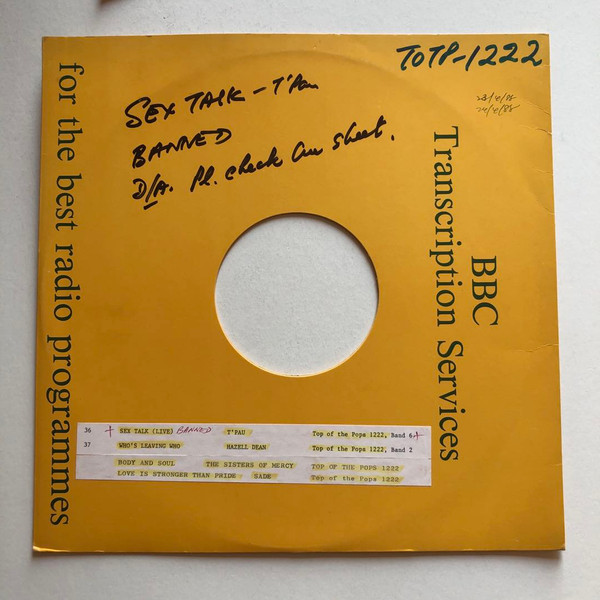 TOTP-1222
SEX TALK - T'Pau
BANNED
D/A. Pl. check Cue Sheet.
BBC
Transcription Services
for the best radio programmes
36 + SEX TALK (LIVE) BANNED T'PAU Top of the Pops 1222, Band 6+
37 WHO'S LEAVING WHO HAZELL DEAN Top of the Pops 1222, Band 2
BODY AND SOUL THE SISTERS OF MERCY TOP OF THE POPS 1222
LOVE IS STRONGER THAN PRIDE SADE Top of the Pops 1222